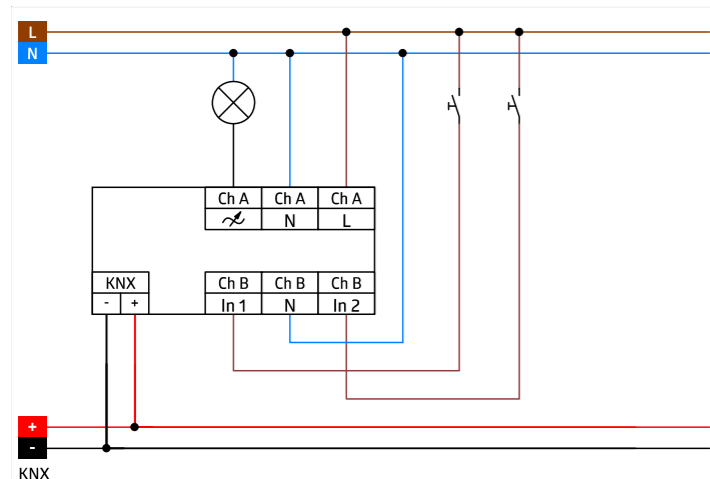 L
N
Ch A Ch A Ch A
N L
KNX Ch B Ch B Ch B
- + In 1 N In 2
+
-
KNX